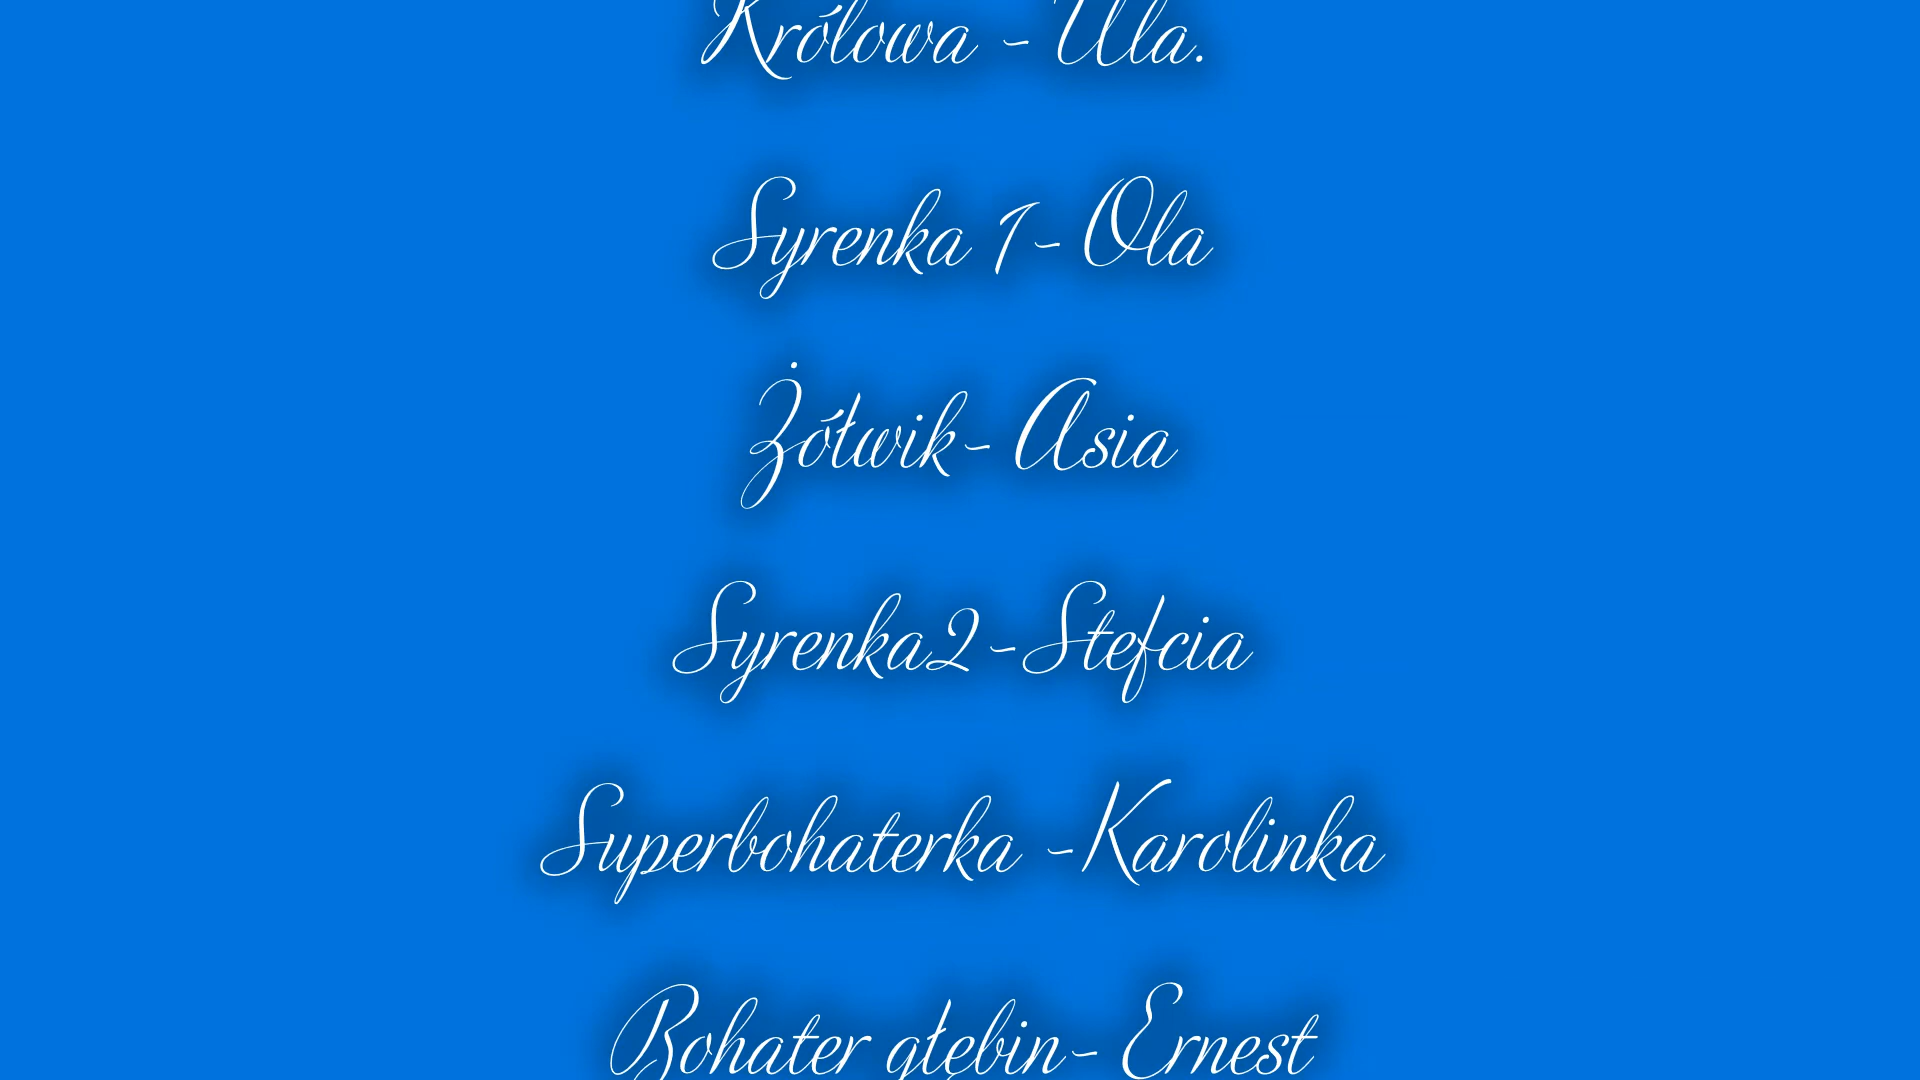 Królowa - Ula.
Syrenka 1- Ola
Żółwik- Asia
Syrenka2 -Stefcia
Superbohaterka -Karolinka
Bohater głębin- Ernest